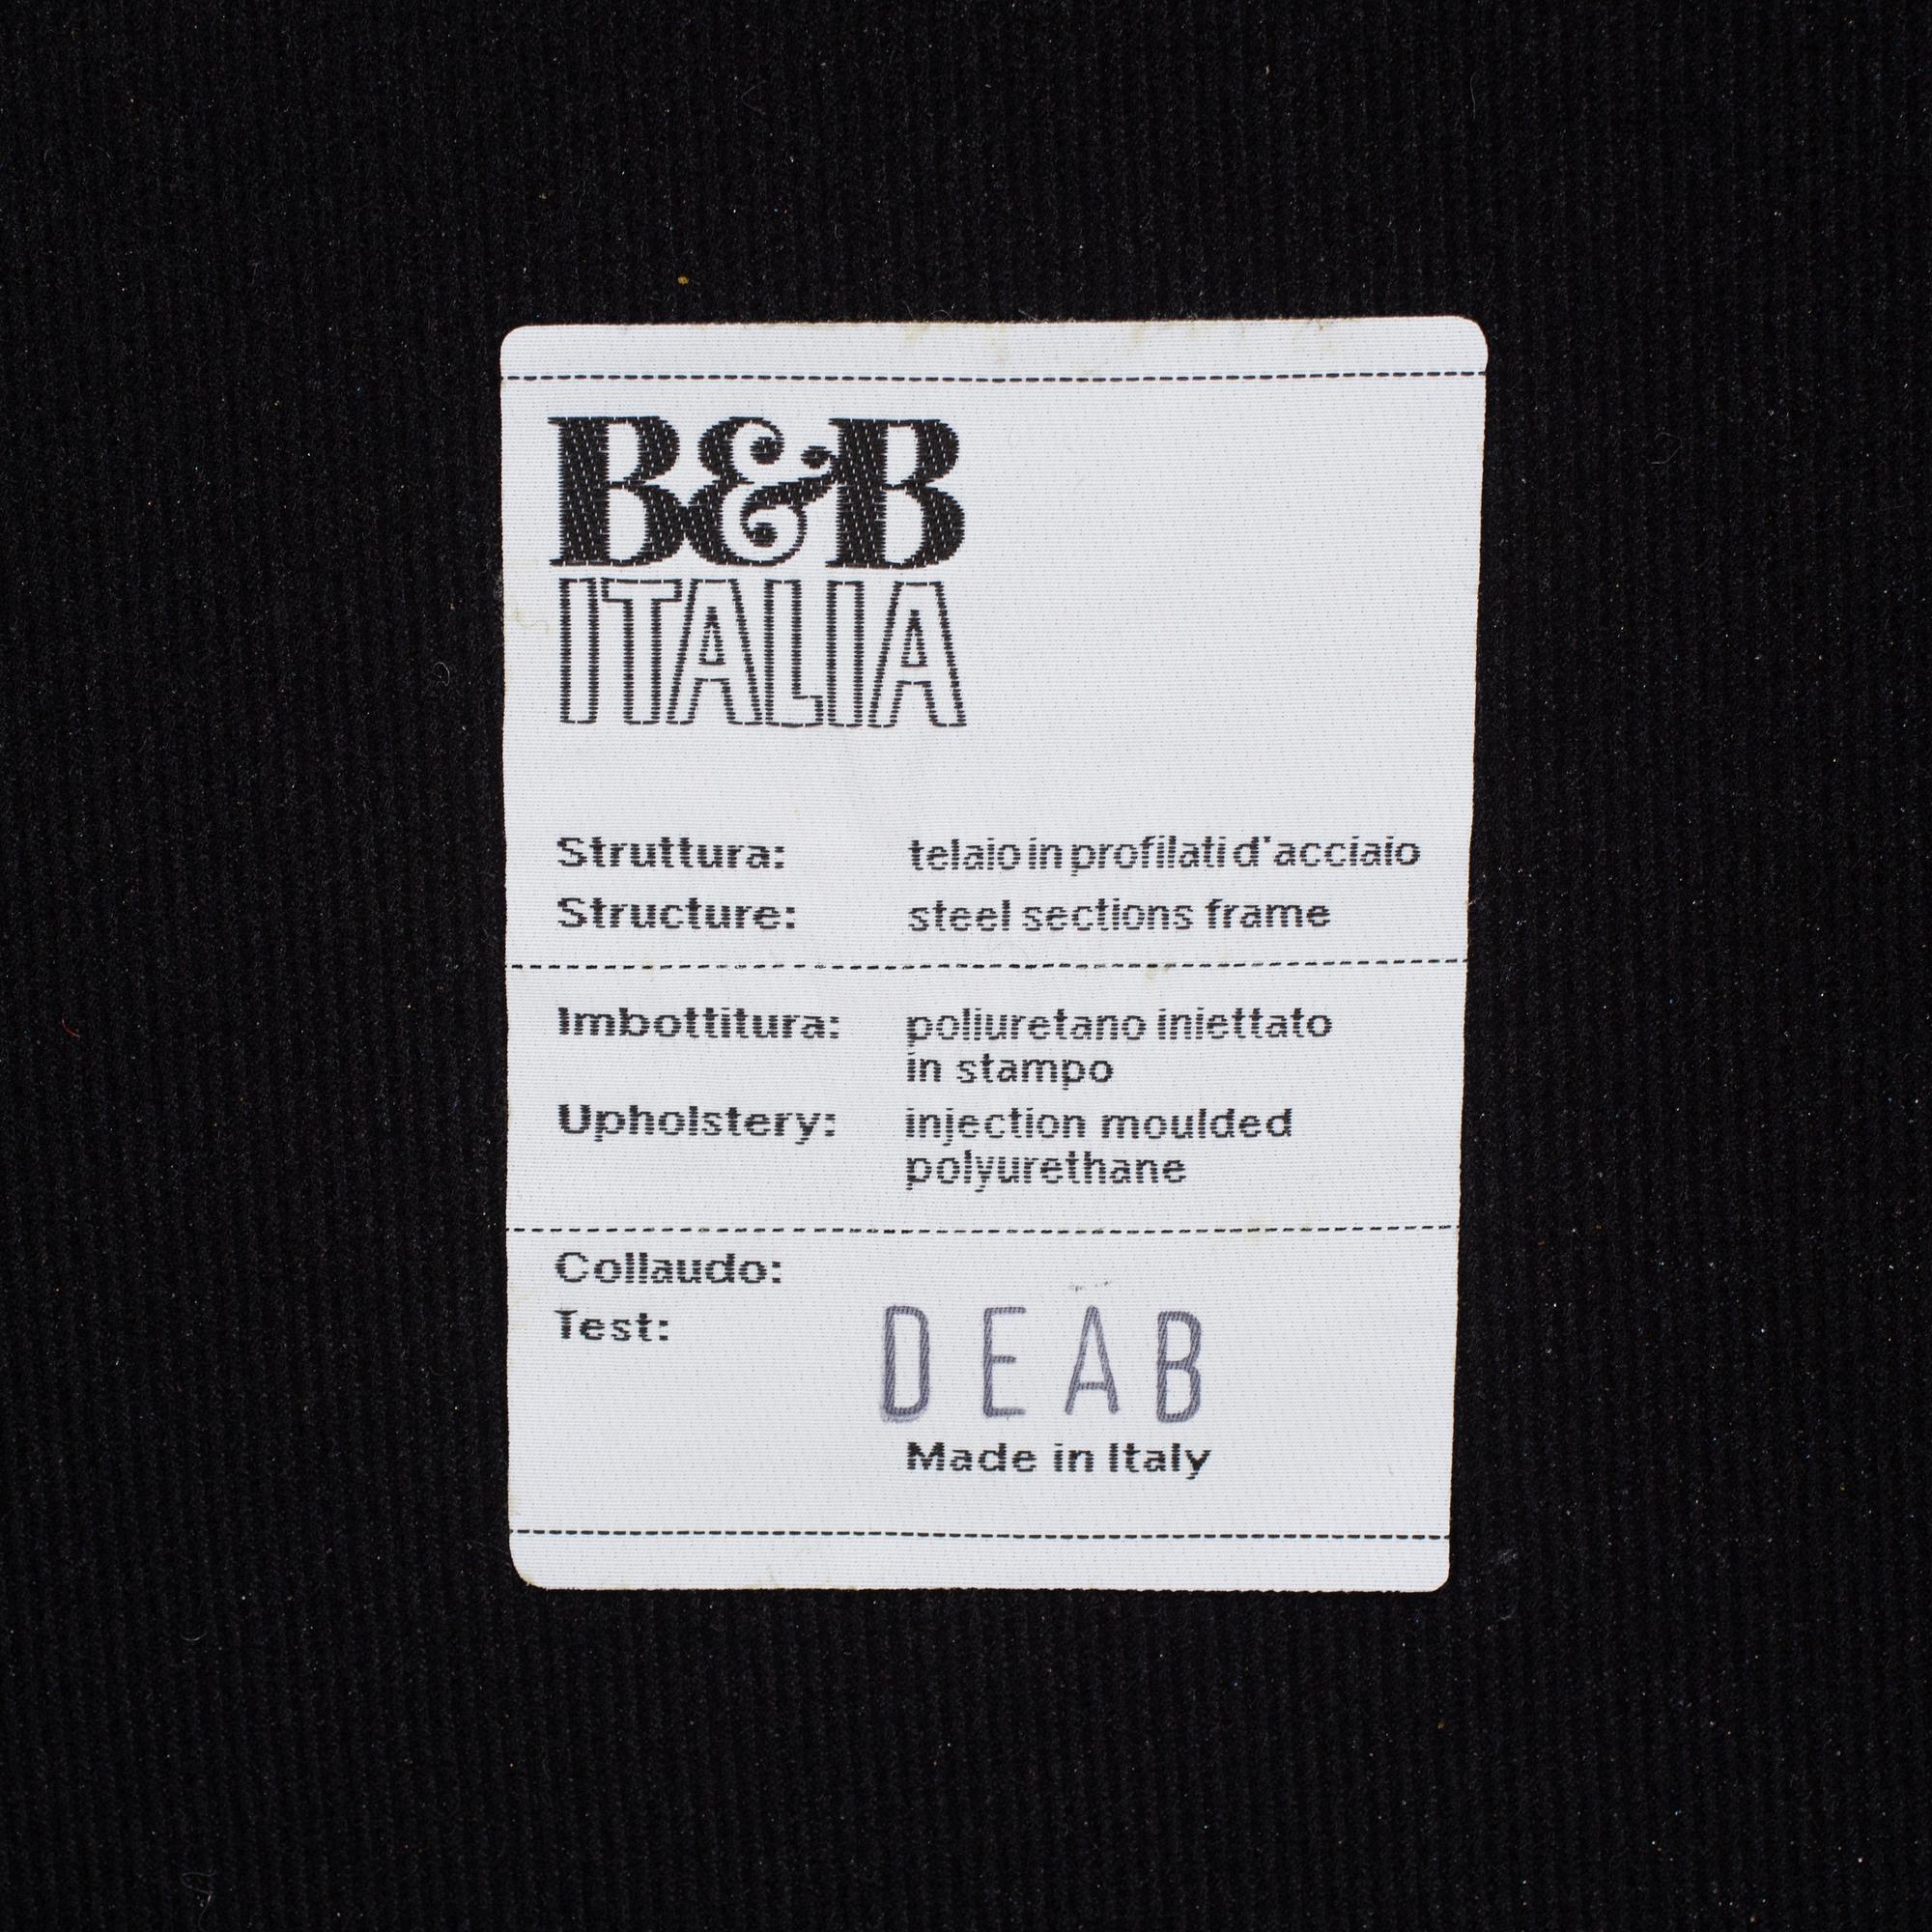 B&B
ITALIA
Struttura: telaio in profilati d'acciaio
Structure: steel sections frame
Imbottitura: poliuretano iniettato
in stampo
Upholstery: injection moulded
polyurethane
Collaudo:
Test: DEAB
Made in Italy